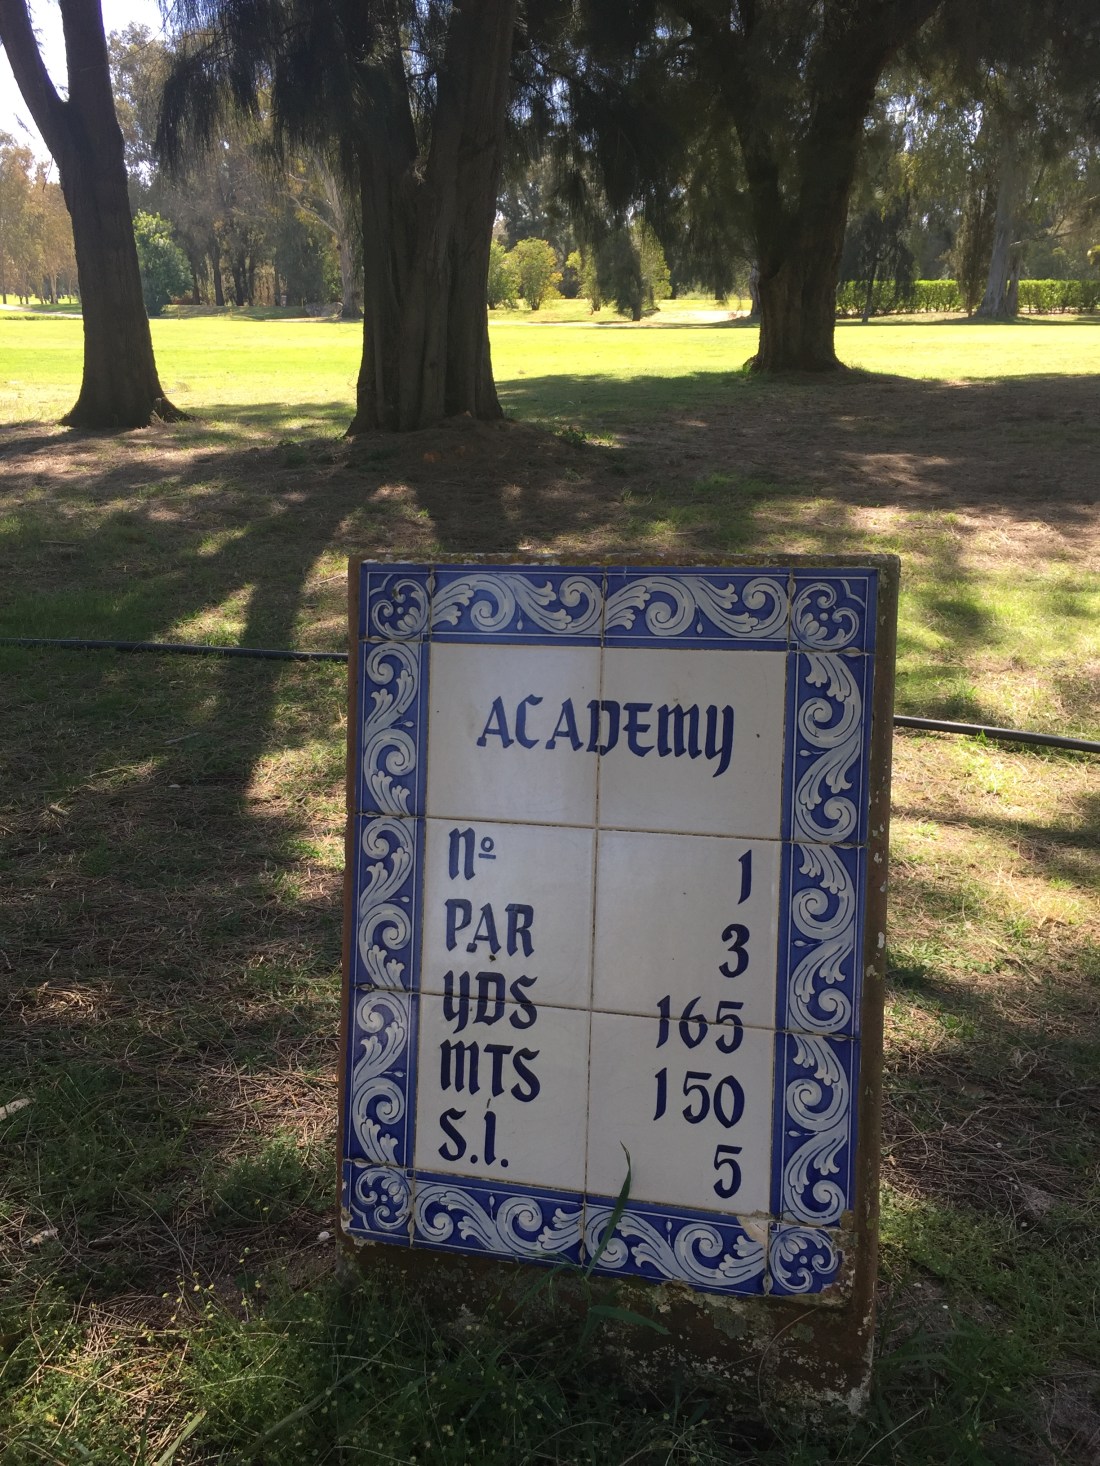 ACADEMY
Nº 1
PAR 3
YDS 165
MTS 150
S.I. 5